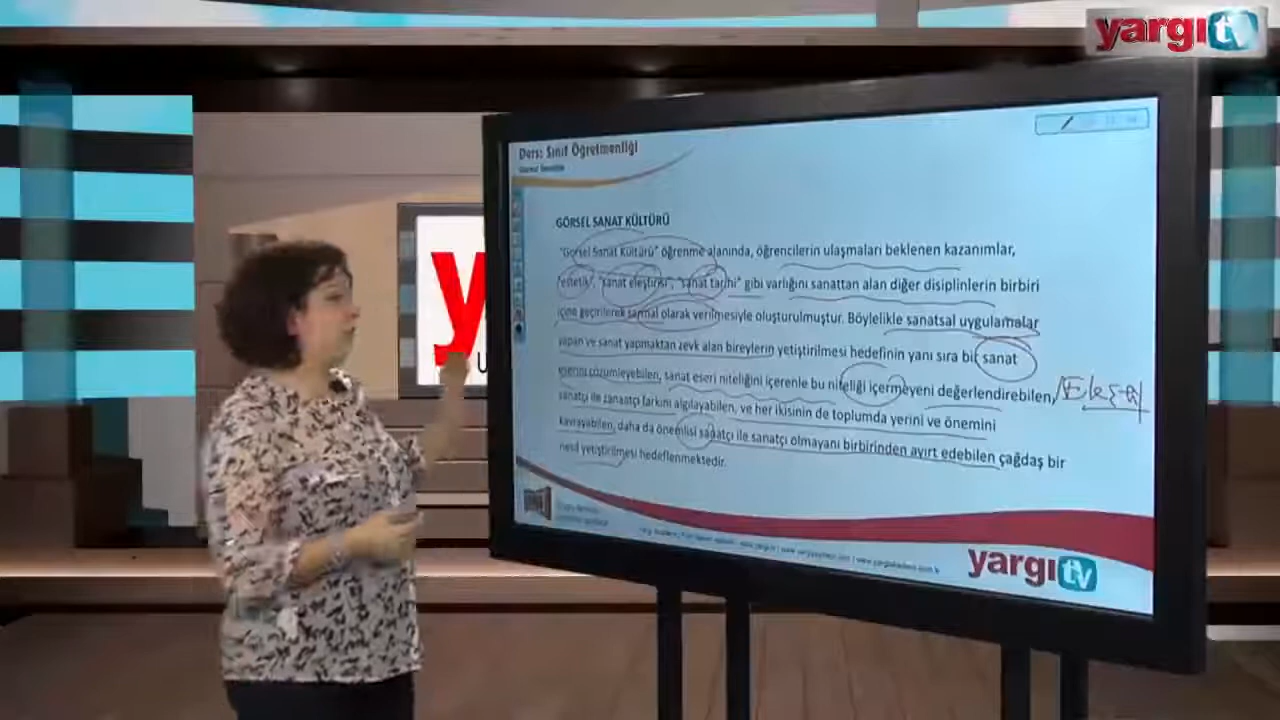 yargı tv
Ders: Sınıf Öğretmenliği
GÖRSEL SANAT KÜLTÜRÜ
"Görsel Sanat Kültürü" öğrenme alanında, öğrencilerin ulaşmaları beklenen kazanımlar,
"estetik", "sanat eleştirisi", "sanat tarihi" gibi varlığını sanattan alan diğer disiplinlerin birbiri
içine geçirilerek sarmal olarak verilmesiyle oluşturulmuştur. Böylelikle sanatsal uygulamalar
yapan ve sanat yapmaktan zevk alan bireylerin yetiştirilmesi hedefinin yanı sıra bir sanat
eserini çözümleyebilen, sanat eseri niteliğini içerenle bu niteliği içermeyeni değerlendirebilen,
sanatçı ile zanaatçı farkını algılayabilen, ve her ikisinin de toplumda yerini ve önemini
kavrayabilen, daha da önemlisi sanatçı ile sanatçı olmayanı birbirinden ayırt edebilen çağdaş bir
nesil yetiştirilmesi hedeflenmektedir.
y
U
yargı tv